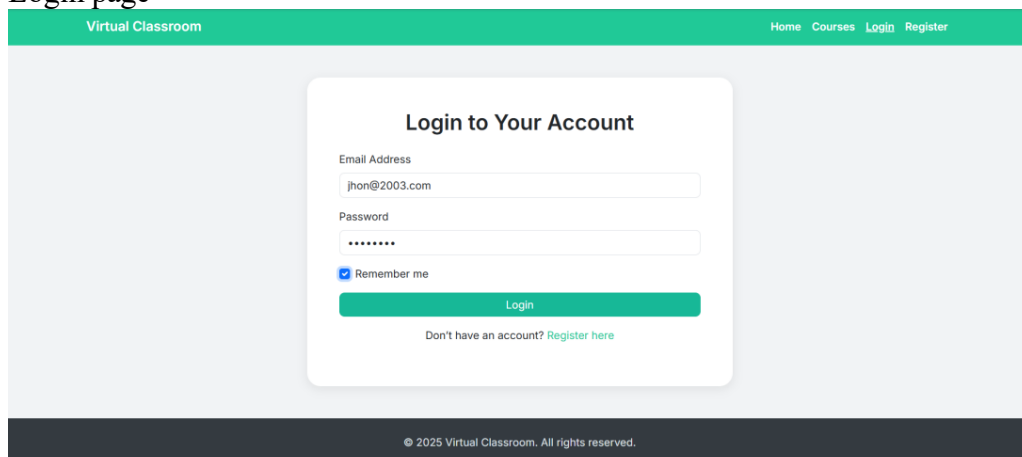 Login page
Virtual Classroom Home Courses Login Register
Login to Your Account
Email Address
jhon@2003.com
Password
••••••••
Remember me
Login
Don't have an account? Register here
© 2025 Virtual Classroom. All rights reserved.